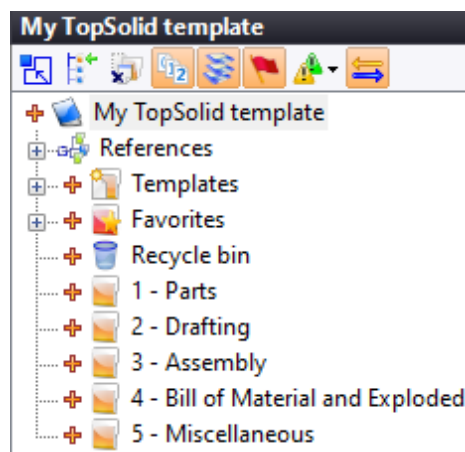 My TopSolid template
My TopSolid template
References
Templates
Favorites
Recycle bin
1 - Parts
2 - Drafting
3 - Assembly
4 - Bill of Material and Exploded
5 - Miscellaneous